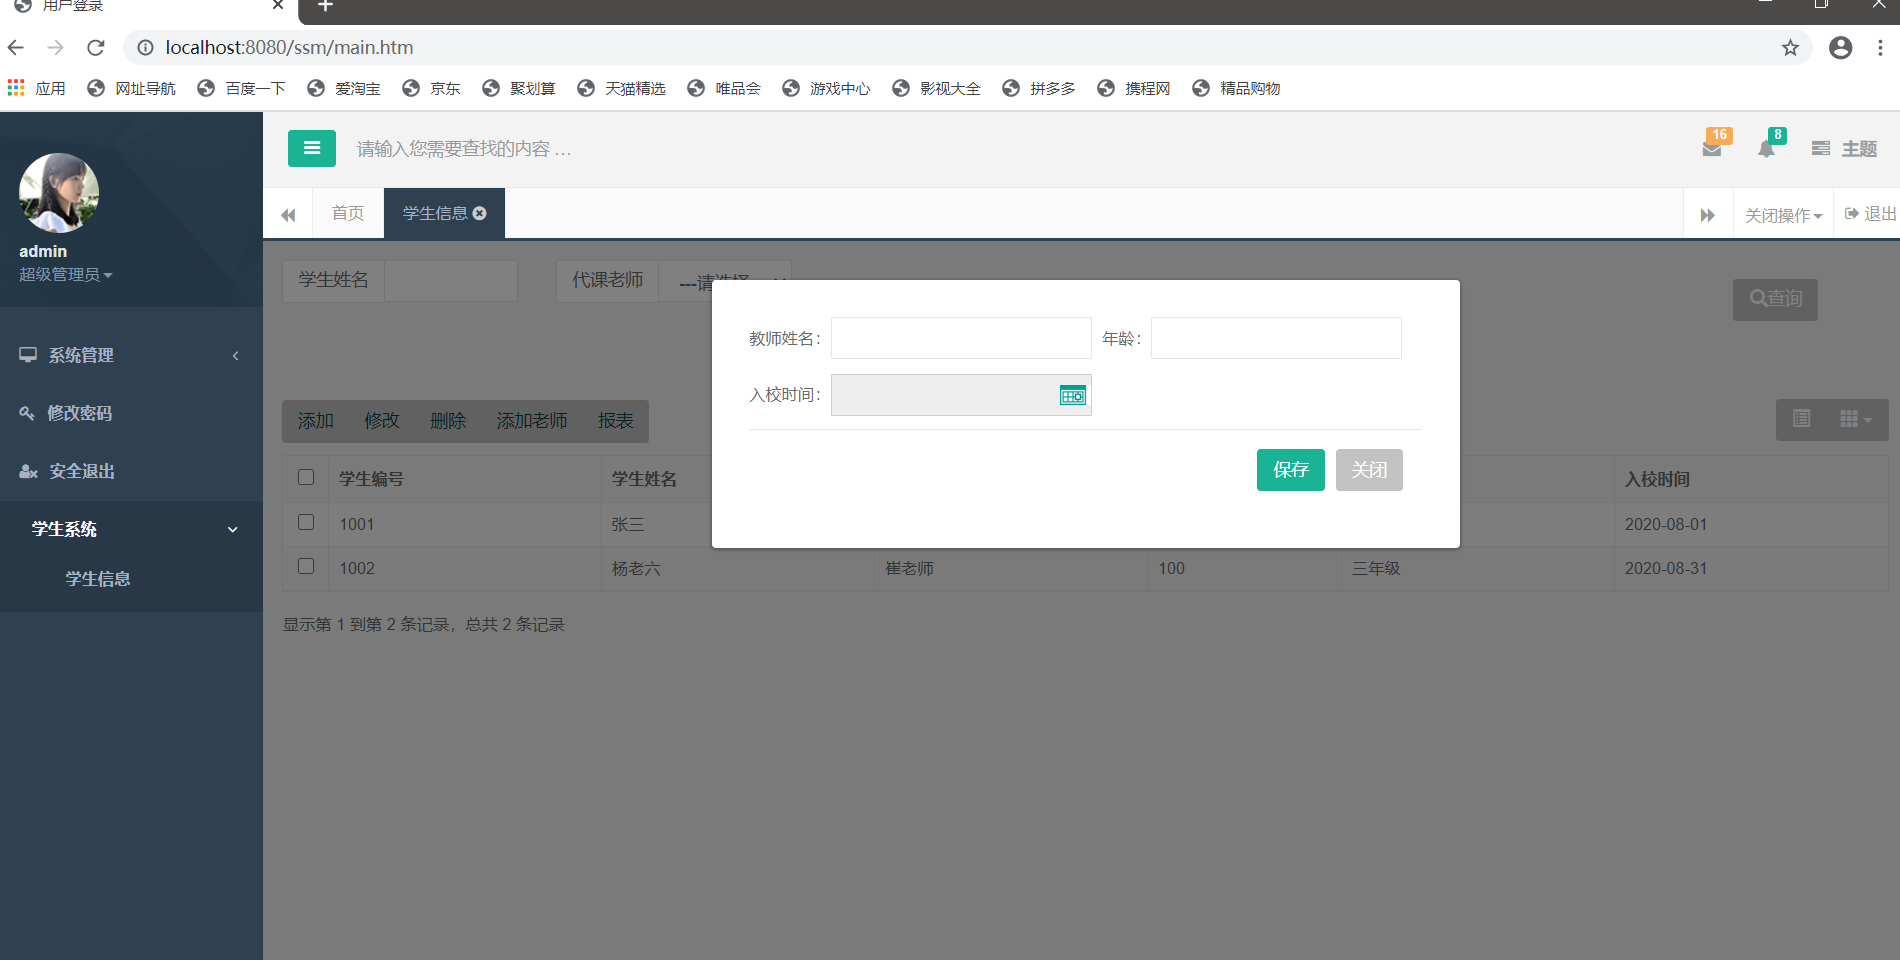 用户登录
localhost:8080/ssm/main.htm
应用 网址导航 百度一下 爱淘宝 京东 聚划算 天猫精选 唯品会 游戏中心 影视大全 拼多多 携程网 精品购物
请输入您需要查找的内容 … 16 8 主题
admin
超级管理员
首页 学生信息 关闭操作 退出
系统管理
修改密码
安全退出
学生系统
学生信息
学生姓名 代课老师 ---请选择 查询
添加 修改 删除 添加老师 报表
教师姓名： 年龄：
入校时间：
保存 关闭
学生编号 学生姓名 入校时间
1001 张三 2020-08-01
1002 杨老六 崔老师 100 三年级 2020-08-31
显示第 1 到第 2 条记录，总共 2 条记录